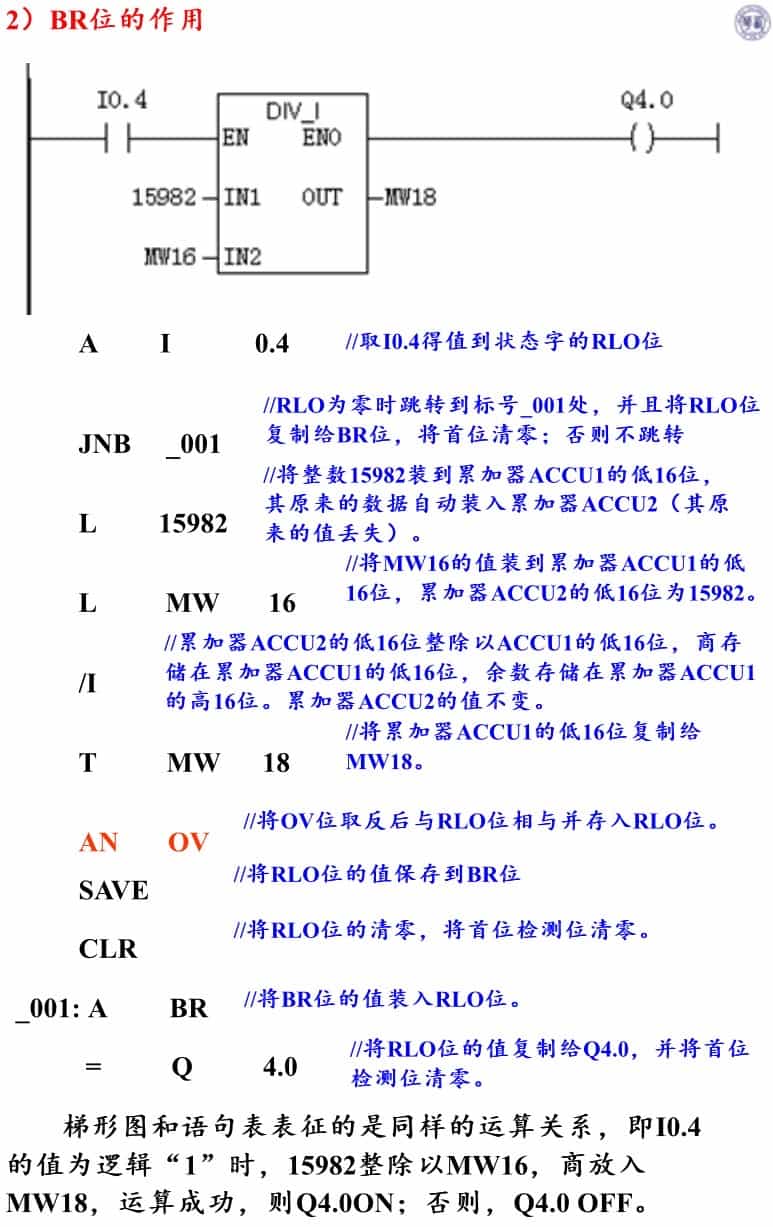 2）BR位的作用
I0.4
DIV_I
Q4.0
EN ENO
15982 IN1 OUT MW18
MW16 IN2
A I 0.4 //取I0.4得值到状态字的RLO位
//RLO为零时跳转到标号_001处，并且将RLO位
JNB _001 复制给BR位，将首位清零；否则不跳转
//将整数15982装到累加器ACCU1的低16位，
其原来的数据自动装入累加器ACCU2（其原
L 15982 来的值丢失）。
//将MW16的值装到累加器ACCU1的低
L MW 16 16位，累加器ACCU2的低16位为15982。
//累加器ACCU2的低16位整除以ACCU1的低16位，商存
/I 储在累加器ACCU1的低16位，余数存储在累加器ACCU1
的高16位。累加器ACCU2的值不变。
//将累加器ACCU1的低16位复制给
T MW 18 MW18。
AN OV //将OV位取反后与RLO位相与并存入RLO位。
SAVE //将RLO位的值保存到BR位
CLR //将RLO位的清零，将首位检测位清零。
_001: A BR //将BR位的值装入RLO位。
= Q 4.0 //将RLO位的值复制给Q4.0，并将首位
检测位清零。
梯形图和语句表表征的是同样的运算关系，即I0.4
的值为逻辑“1”时，15982整除以MW16，商放入
MW18，运算成功，则Q4.0ON；否则，Q4.0 OFF。